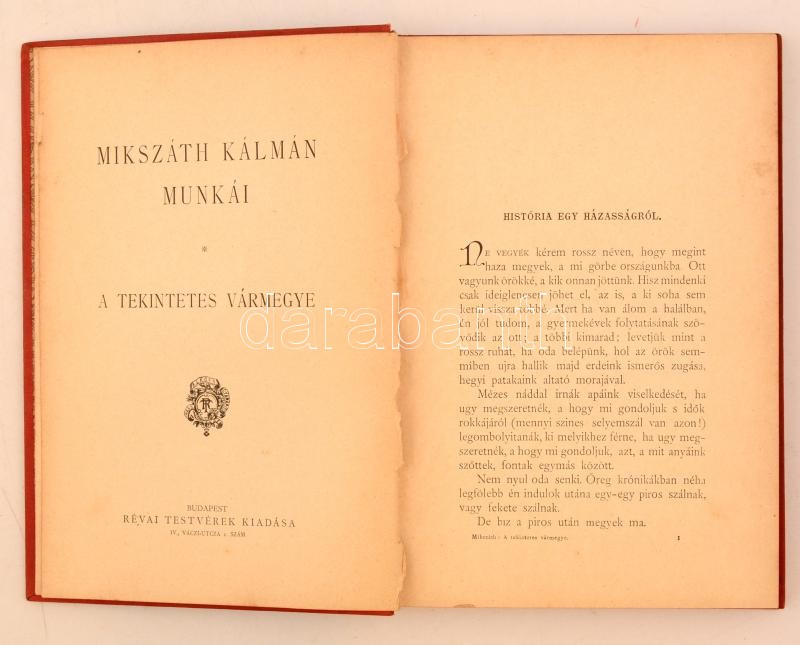 MIKSZÁTH KÁLMÁN
MUNKÁI
*
A TEKINTETES VÁRMEGYE
BUDAPEST
RÉVAI TESTVÉREK KIADÁSA
IV., VÁCZI-UTCZA 1. SZÁM
HISTÓRIA EGY HÁZASSÁGRÓL.
NE VEGYÉK kérem rossz néven, hogy megint
haza megyek, a mi görbe országunkba. Ott
vagyunk örökké, a kik onnan jöttünk. Hisz mindenki
csak ideiglenesen jöhet el, az is, a ki soha sem
kerül vissza többé. Mert ha van álom a halálban,
én jól tudom, a gyermekévek folytatásának szö-
vődik az ott; a többi kimarad; levetjük mint a
rossz ruhát, ha oda belépünk, hol az örök sem-
miben ujra hallik majd erdeink ismerős zugása,
hegyi patakaink altató morajával.
Mézes náddal irnák apáink viselkedését, ha
ugy megszeretnék, a hogy mi gondoljuk s idők
rokkájáról (mennyi szines selyemszál van azon!)
legombolyitanák, ki melyikhez férne, ha ugy meg-
szeretnék, a hogy mi gondoljuk, azt, a mit anyáink
szőttek, fontak egymás között.
Nem nyul oda senki. Öreg krónikákban néha
legfölebb én indulok utána egy-egy piros szálnak,
vagy fekete szálnak.
De biz a piros után megyek ma.
Mikszáth: A tekintetes vármegye. 1
darabanth